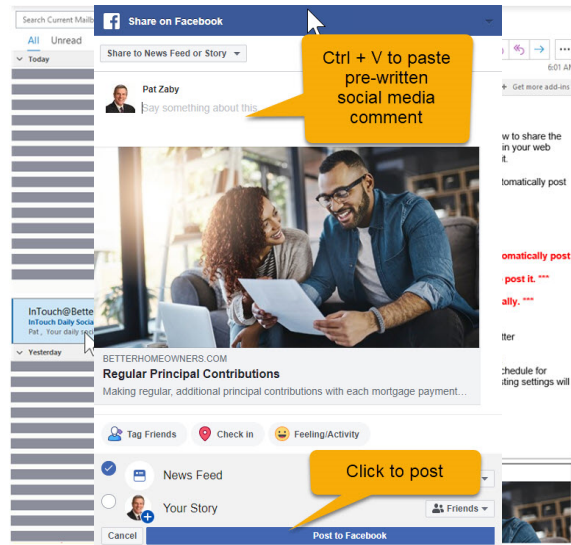 Search Current Mailb
All Unread
Today
InTouch@Bette
InTouch Daily Socia
Pat, Your daily soci
Yesterday
Share on Facebook
Share to News Feed or Story
Pat Zaby
Say something about this
Ctrl + V to paste
pre-written
social media
comment
BETTERHOMEOWNERS.COM
Regular Principal Contributions
Making regular, additional principal contributions with each mortgage payment...
Tag Friends Check in Feeling/Activity
News Feed
Click to post
Your Story
Friends
Cancel Post to Facebook
6:01 AM
+ Get more add-ins
w to share the
in your web
it.
tomatically post
omatically post
post it. ***
ally. ***
tter
chedule for
sting settings will